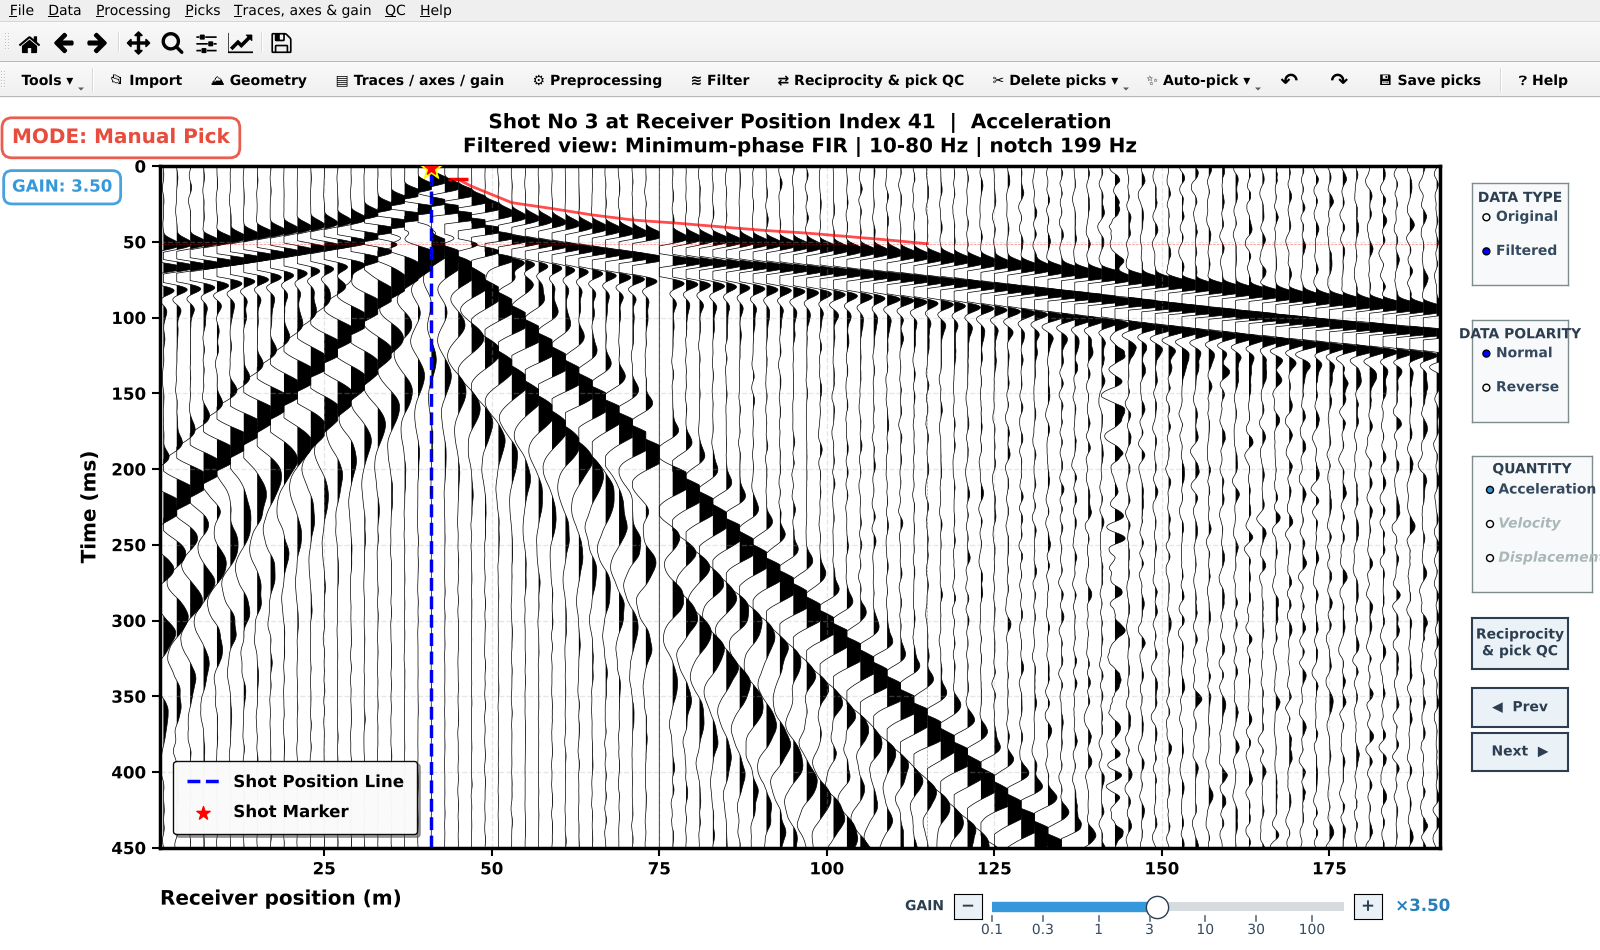 File Data Processing Picks Traces, axes & gain QC Help
Tools ▾ Import Geometry Traces / axes / gain Preprocessing Filter Reciprocity & pick QC Delete picks ▾ Auto-pick ▾ Save picks ? Help
MODE: Manual Pick
GAIN: 3.50
Shot No 3 at Receiver Position Index 41 | Acceleration
Filtered view: Minimum-phase FIR | 10-80 Hz | notch 199 Hz
0
50
100
150
200
250
300
350
400
450
Time (ms)
Shot Position Line
Shot Marker
25 50 75 100 125 150 175
Receiver position (m)
DATA TYPE
Original
Filtered
DATA POLARITY
Normal
Reverse
QUANTITY
Acceleration
Velocity
Displacemen
Reciprocity
& pick QC
◀ Prev
Next ▶
GAIN − + ×3.50
0.1 0.3 1 3 10 30 100